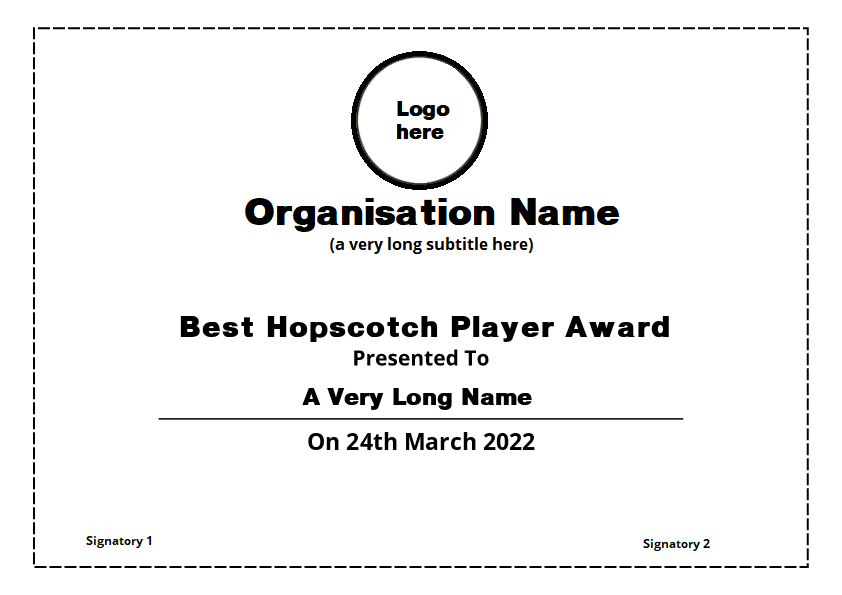 Logo
here
Organisation Name
(a very long subtitle here)
Best Hopscotch Player Award
Presented To
A Very Long Name
On 24th March 2022
Signatory 1
Signatory 2